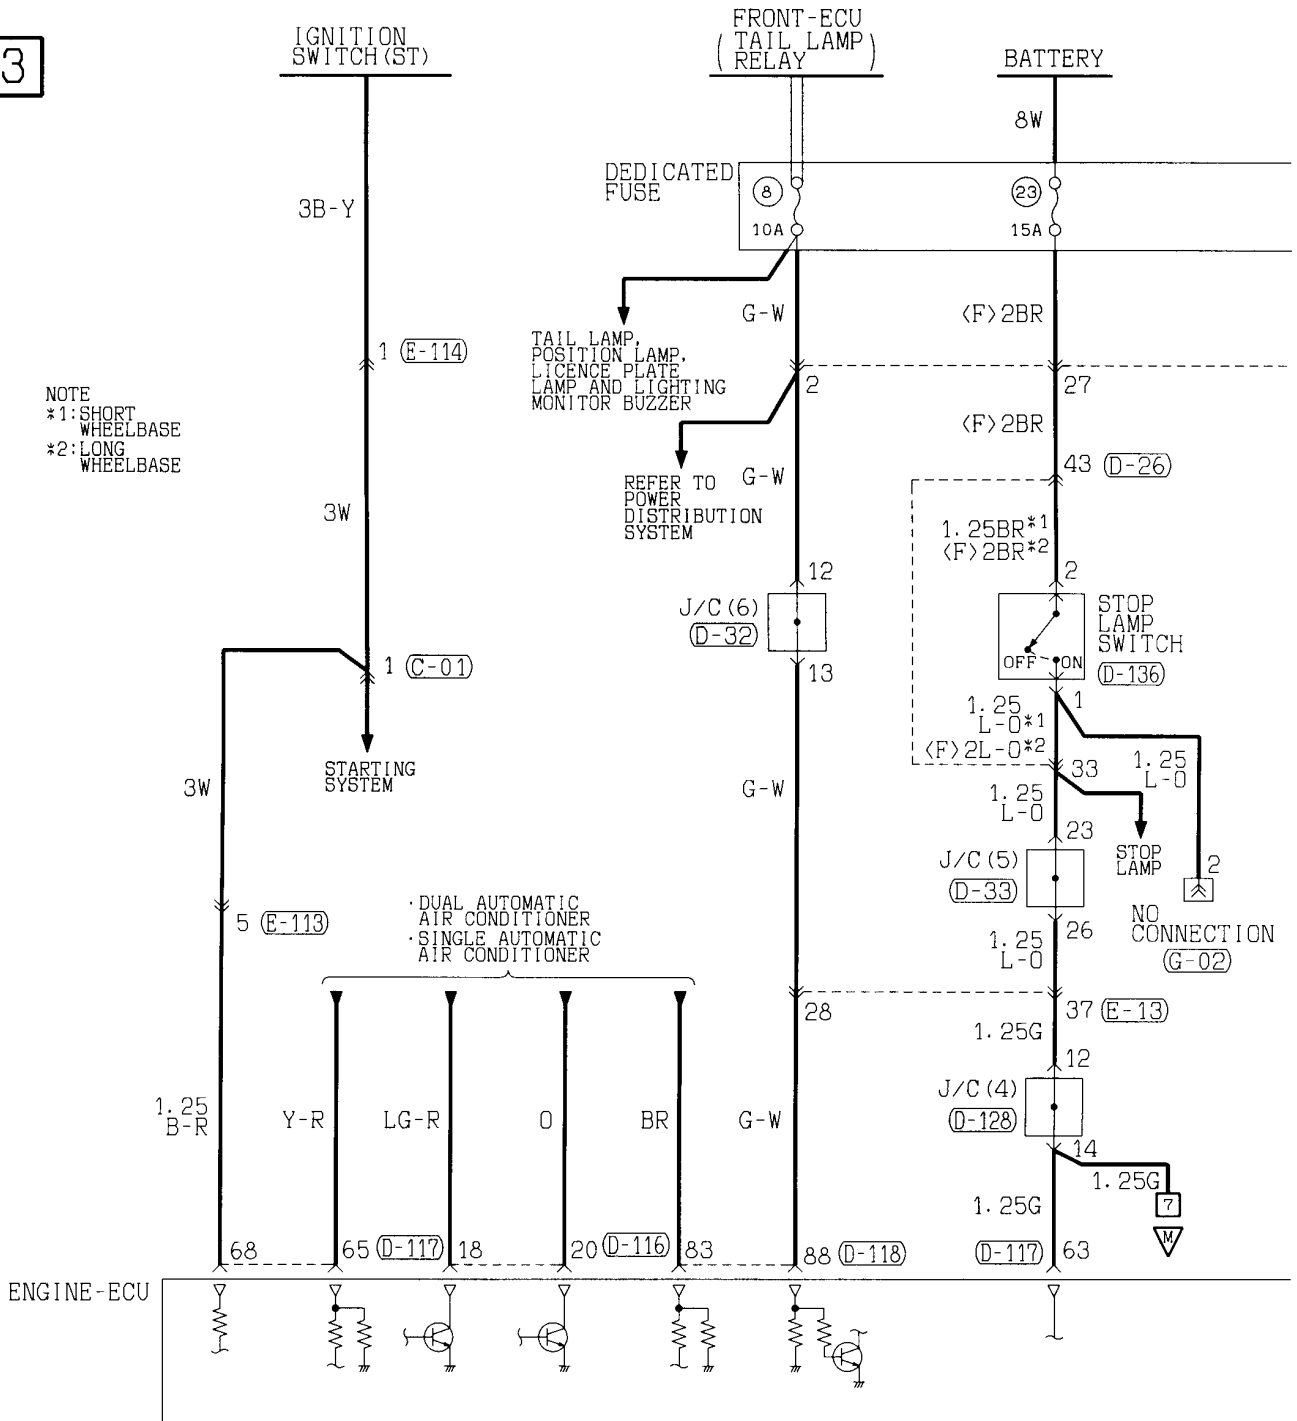 3
IGNITION
SWITCH(ST)
FRONT-ECU
(TAIL LAMP)
RELAY
BATTERY
8W
DEDICATED
FUSE
8
10A
23
15A
3B-Y
G-W
<F>2BR
TAIL LAMP,
POSITION LAMP,
LICENCE PLATE
LAMP AND LIGHTING
MONITOR BUZZER
1 (E-114)
2
27
NOTE
*1:SHORT
WHEELBASE
*2:LONG
WHEELBASE
<F>2BR
43 (D-26)
REFER TO
POWER
DISTRIBUTION
SYSTEM
G-W
3W
1.25BR*1
<F>2BR*2
12
2
J/C(6)
(D-32)
13
STOP
LAMP
SWITCH
(D-136)
OFF
ON
1 (C-01)
1
1.25
L-O*1
<F>2L-O*2
33
1.25
L-O
STARTING
SYSTEM
3W
G-W
1.25
L-O
23
STOP
LAMP
J/C(5)
(D-33)
2
NO
CONNECTION
(G-02)
26
1.25
L-O
5 (E-113)
·DUAL AUTOMATIC
AIR CONDITIONER
·SINGLE AUTOMATIC
AIR CONDITIONER
28
37 (E-13)
1.25G
12
J/C(4)
(D-128)
14
1.25G
7
M
1.25
B-R
Y-R
LG-R
O
BR
G-W
1.25G
68
65 (D-117)
18
20 (D-116)
83
88 (D-118)
(D-117) 63
ENGINE-ECU